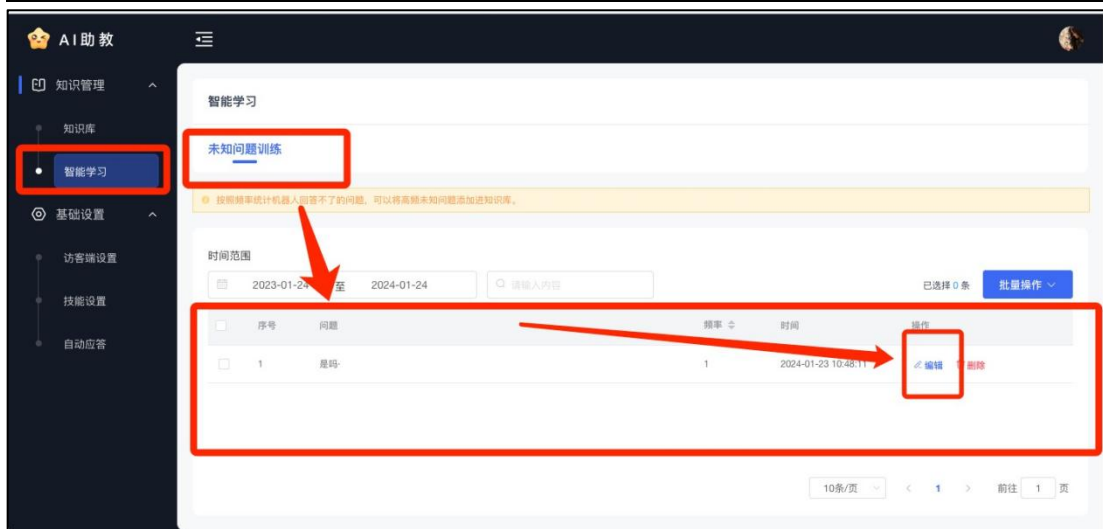 AI助教
知识管理
知识库
智能学习
基础设置
访客端设置
技能设置
自动应答
智能学习
未知问题训练
按照频率统计机器人回答不了的问题，可以将高频未知问题添加进知识库。
时间范围
2023-01-24 至 2024-01-24 请输入内容 已选择 0 条 批量操作
序号 问题 频率 时间 操作
1 是吗· 1 2024-01-23 10:48:11 编辑 删除
10条/页 < 1 > 前往 1 页